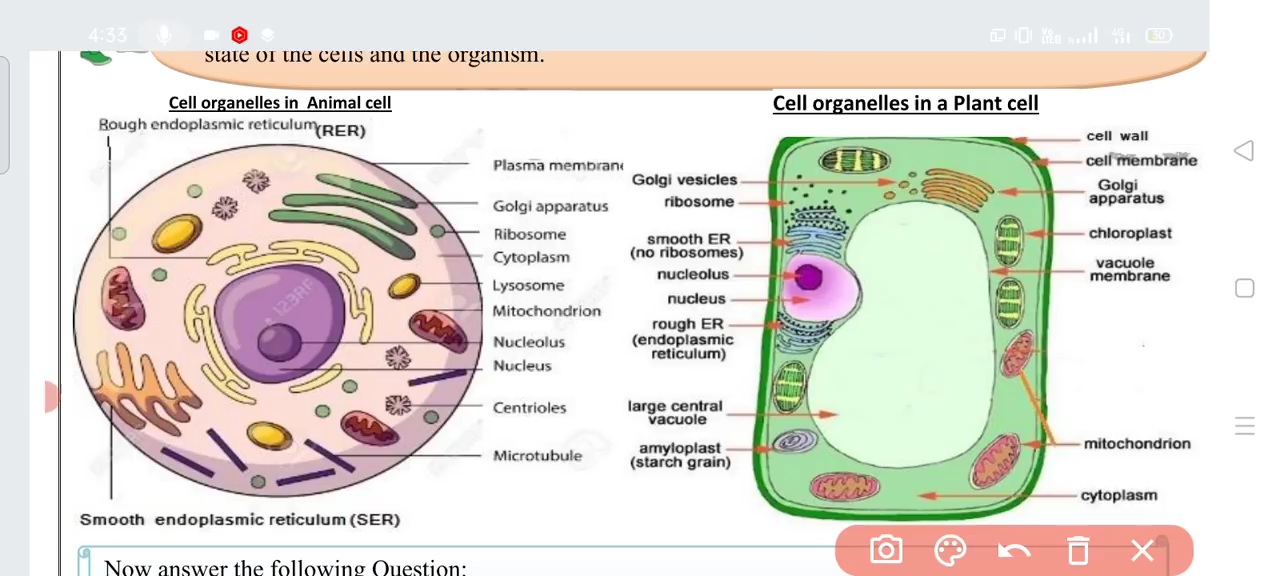 4:33
50
state of the cells and the organism.
Cell organelles in Animal cell
Rough endoplasmic reticulum (RER)
Plasma membrane
Golgi apparatus
Ribosome
Cytoplasm
Lysosome
Mitochondrion
Nucleolus
Nucleus
Centrioles
Microtubule
Smooth endoplasmic reticulum (SER)
123RF
Cell organelles in a Plant cell
Golgi vesicles
ribosome
smooth ER
(no ribosomes)
nucleolus
nucleus
rough ER
(endoplasmic
reticulum)
large central
vacuole
amyloplast
(starch grain)
cell wall
cell membrane
Golgi
apparatus
chloroplast
vacuole
membrane
mitochondrion
cytoplasm
Now answer the following Question: